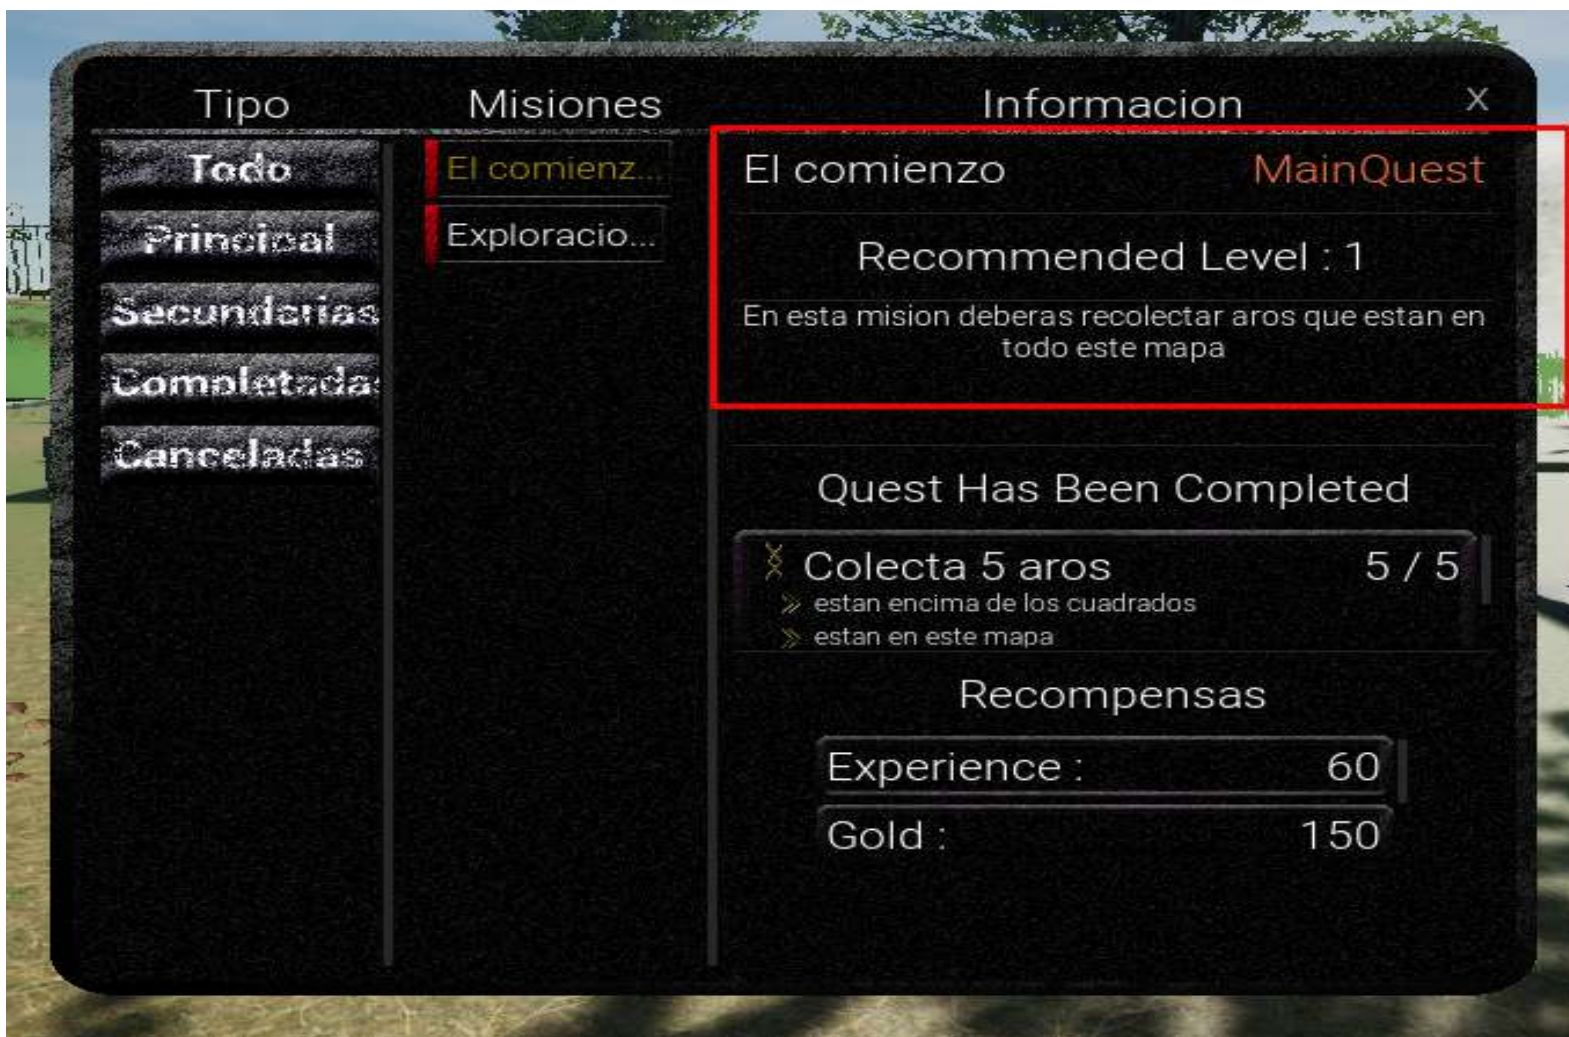 Tipo
Misiones
Informacion
X
Todo
Principal
Secundarias
Completadas
Canceladas
El comienz...
Exploracio...
El comienzo
MainQuest
Recommended Level : 1
En esta mision deberas recolectar aros que estan en
todo este mapa
Quest Has Been Completed
Colecta 5 aros
5 / 5
estan encima de los cuadrados
estan en este mapa
Recompensas
Experience :
60
Gold :
150